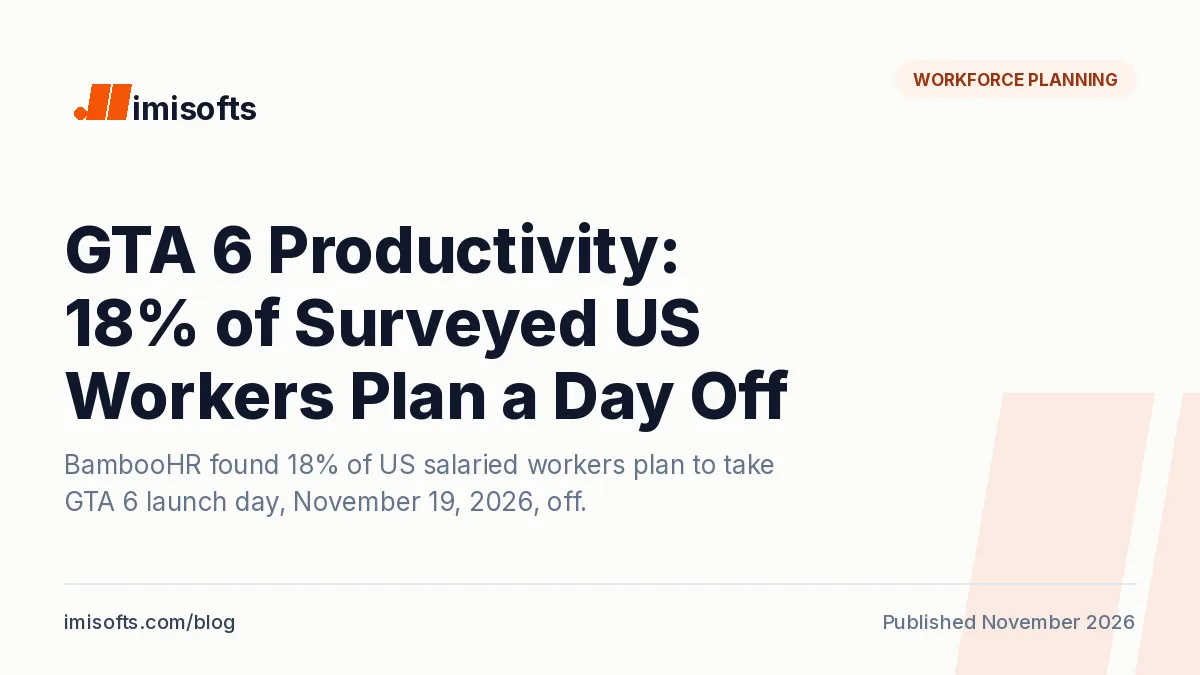 imisofts
WORKFORCE PLANNING
GTA 6 Productivity:
18% of Surveyed US
Workers Plan a Day Off
BambooHR found 18% of US salaried workers plan to take
GTA 6 launch day, November 19, 2026, off.
imisofts.com/blog
Published November 2026